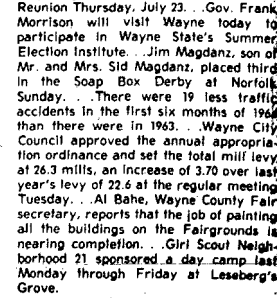 Reunion Thursday, July 23. . .Gov. Frank
Morrison will visit Wayne today to
participate in Wayne State's Summer
Election Institute. . .Jim Magdanz, son of
Mr. and Mrs. Sid Magdanz, placed third
in the Soap Box Derby at Norfolk
Sunday. . .There were 19 less traffic
accidents in the first six months of 1964
than there were in 1963. . .Wayne City
Council approved the annual appropria-
tion ordinance and set the total mill levy
at 26.3 mills, an increase of 3.70 over last
year's levy of 22.6 at the regular meeting
Tuesday. . .Al Bahe, Wayne County Fair
secretary, reports that the job of painting
all the buildings on the Fairgrounds is
nearing completion. . .Girl Scout Neigh-
borhood 21 sponsored a day camp last
Monday through Friday at Leseberg's
Grove.